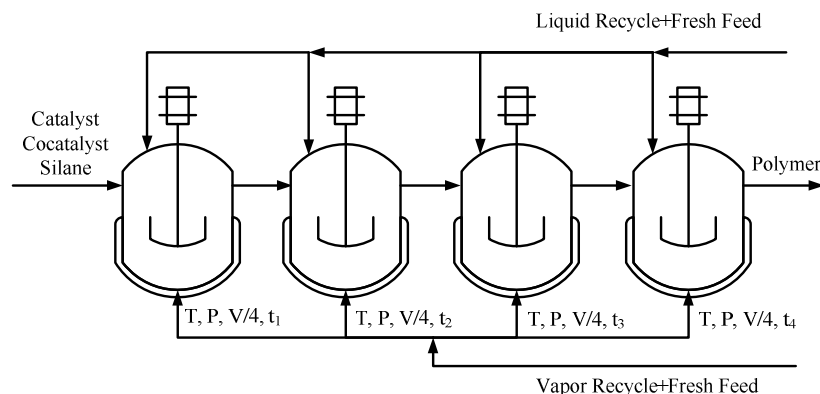 Liquid Recycle+Fresh Feed
Catalyst
Cocatalyst
Silane
Polymer
T, P, V/4, t₁
T, P, V/4, t₂
T, P, V/4, t₃
T, P, V/4, t₄
Vapor Recycle+Fresh Feed